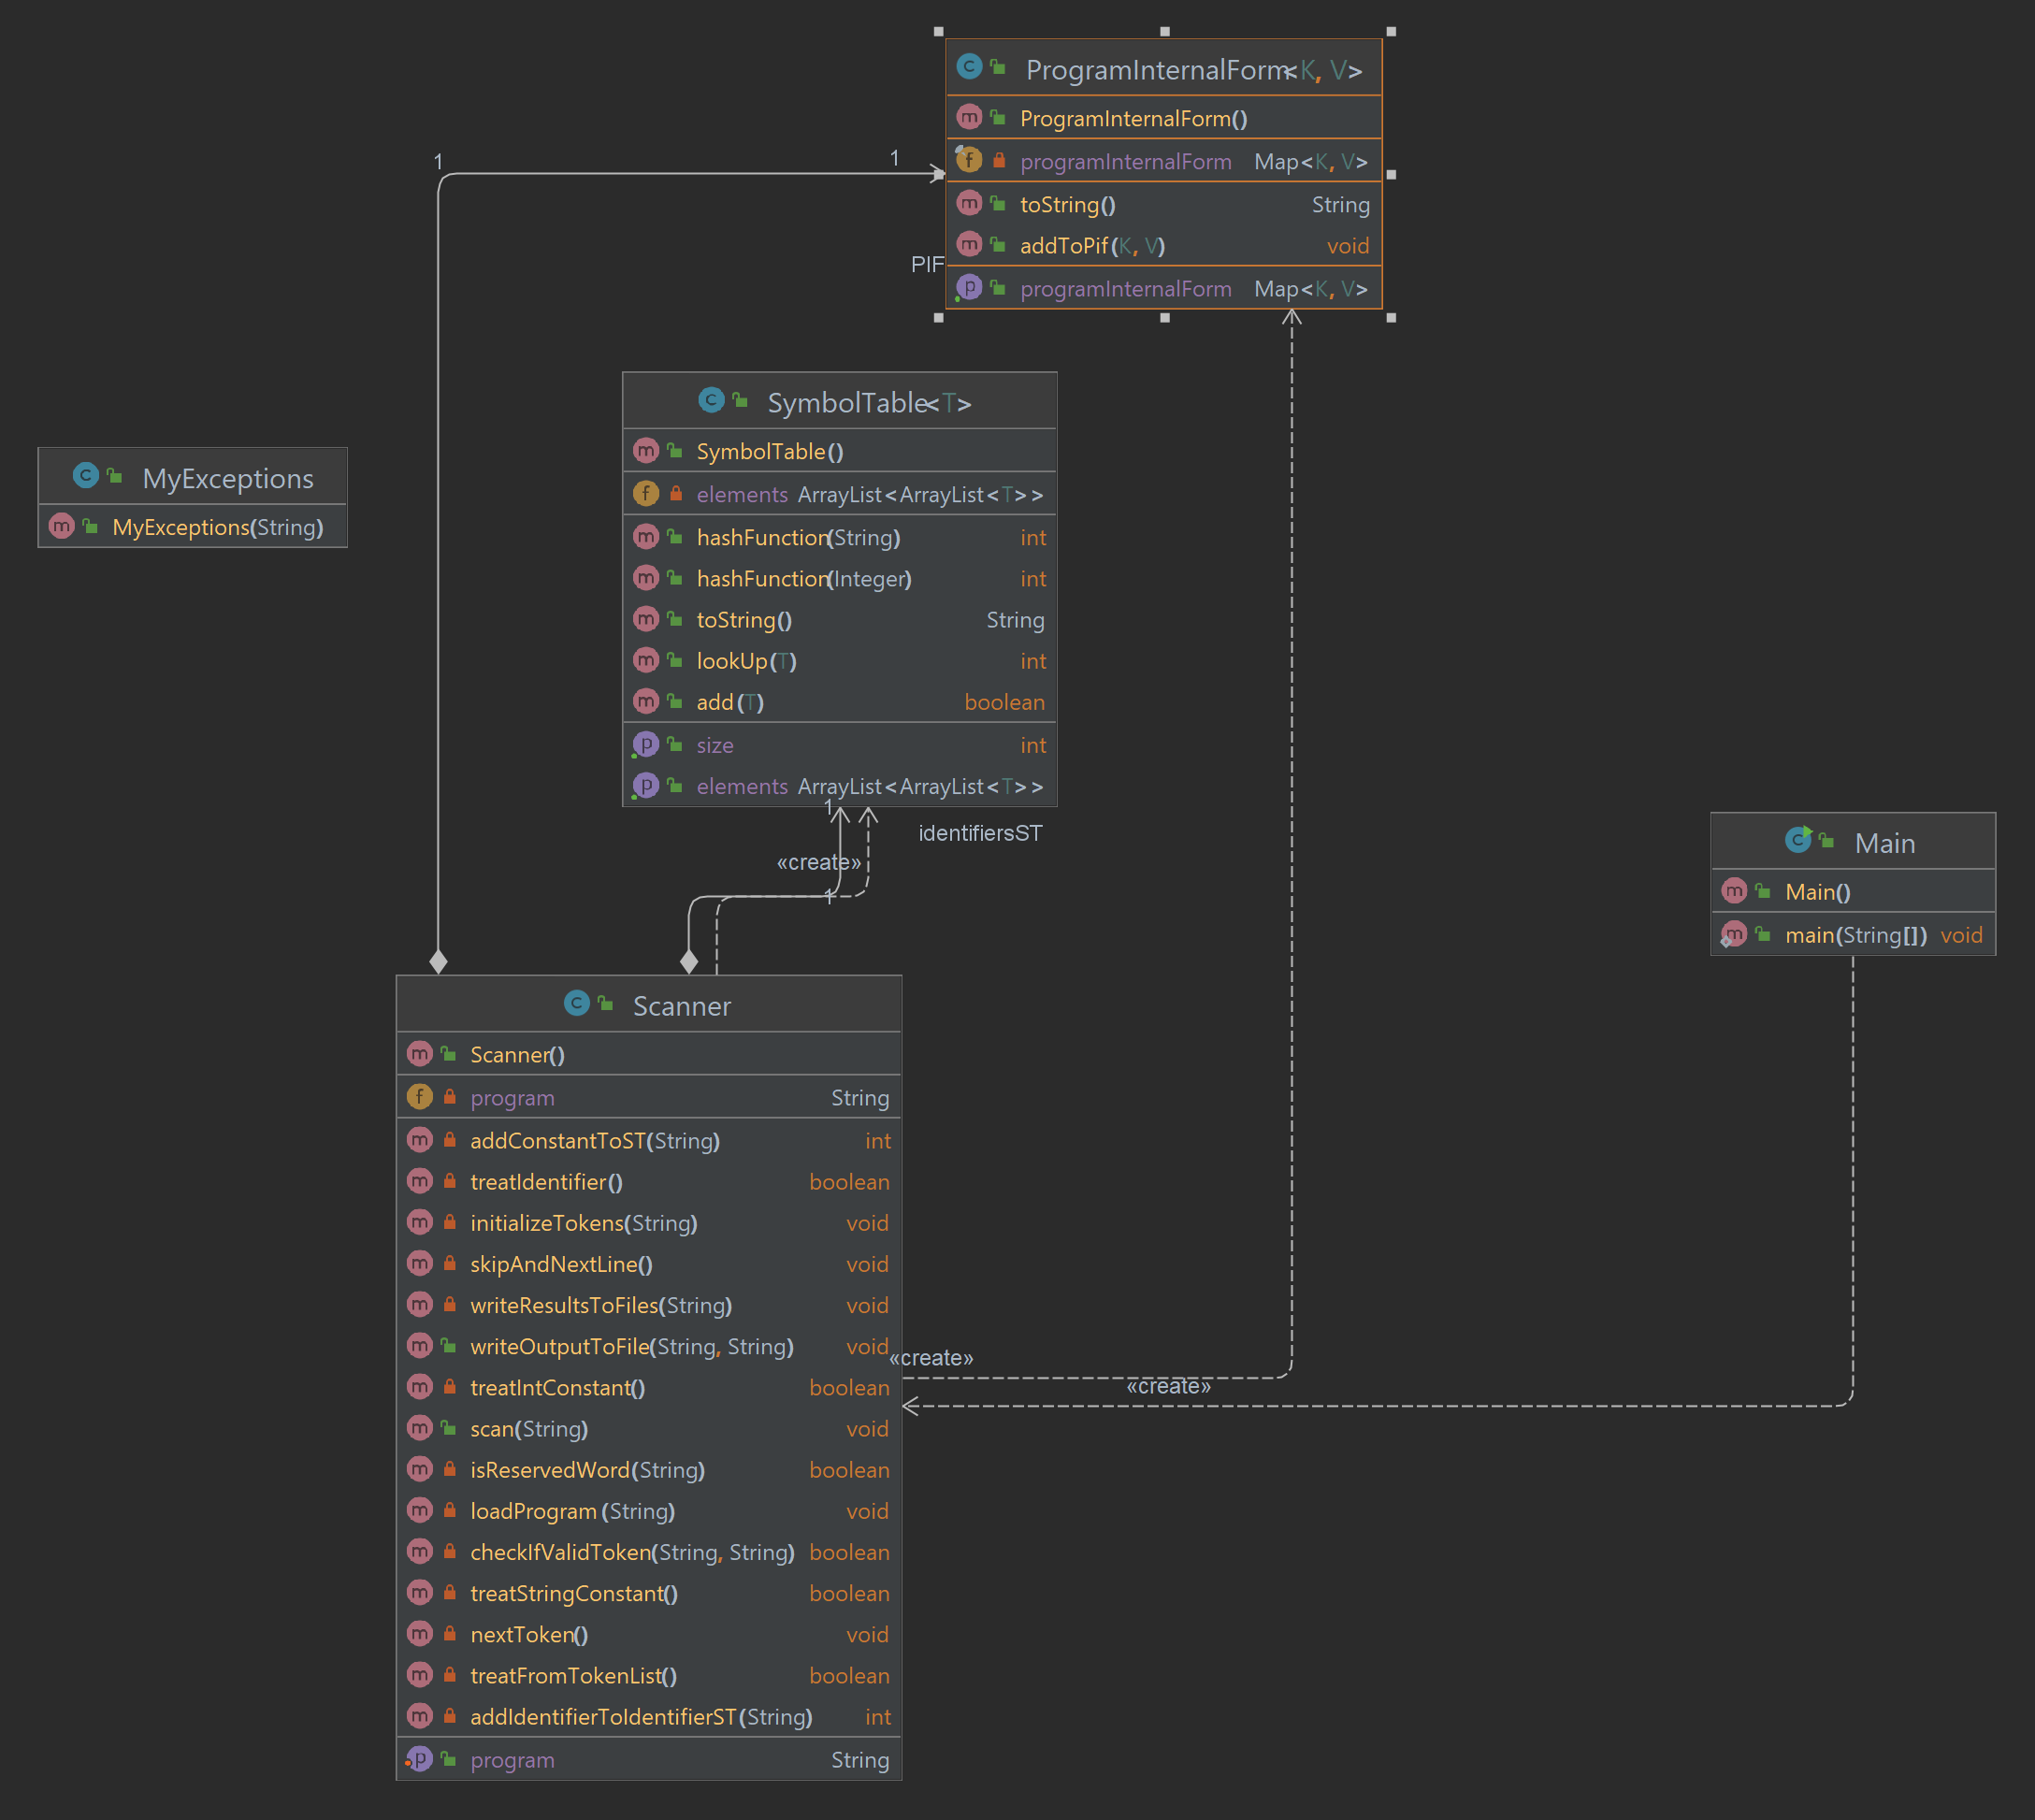 ProgramInternalForm<K, V>
ProgramInternalForm()
programInternalForm Map<K, V>
toString() String
addToPif(K, V) void
programInternalForm Map<K, V>
1
1
PIF
SymbolTable<T>
SymbolTable()
elements ArrayList<ArrayList<T>>
hashFunction(String) int
hashFunction(Integer) int
toString() String
lookUp(T) int
add(T) boolean
size int
elements ArrayList<ArrayList<T>>
MyExceptions
MyExceptions(String)
1
identifiersST
«create»
1
Main
Main()
main(String[]) void
Scanner
Scanner()
program String
addConstantToST(String) int
treatIdentifier() boolean
initializeTokens(String) void
skipAndNextLine() void
writeResultsToFiles(String) void
writeOutputToFile(String, String) void
treatIntConstant() boolean
scan(String) void
isReservedWord(String) boolean
loadProgram(String) void
checkIfValidToken(String, String) boolean
treatStringConstant() boolean
nextToken() void
treatFromTokenList() boolean
addIdentifierToIdentifierST(String) int
program String
«create»
«create»